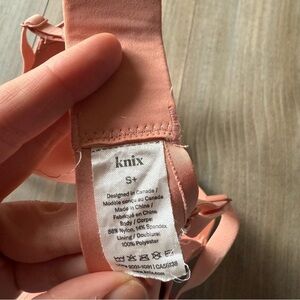 knix
S+
Designed in Canada /
Modèle conçu au Canada
Made in China /
Fabriqué en Chine
Body / Corps:
86% Nylon, 14% Spandex
Lining / Doublure:
100% Polyester